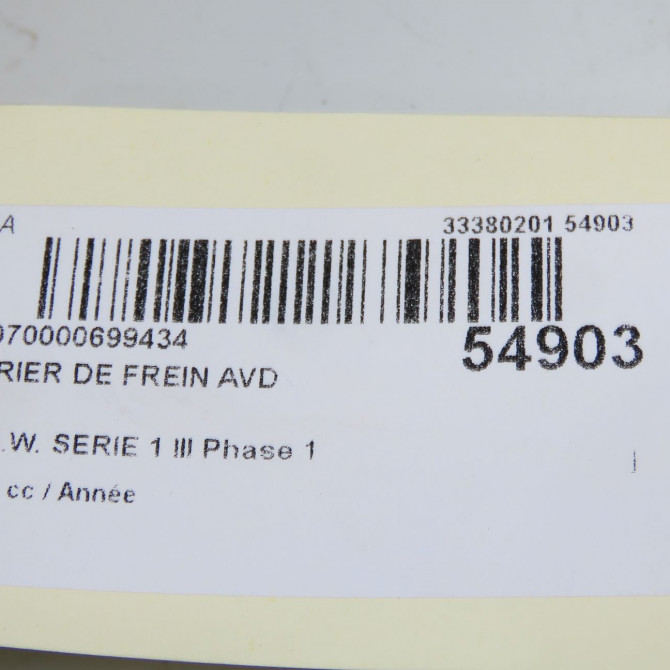 A 33380201 54903
070000699434 54903
RIER DE FREIN AVD
.W. SERIE 1 III Phase 1
cc / Année